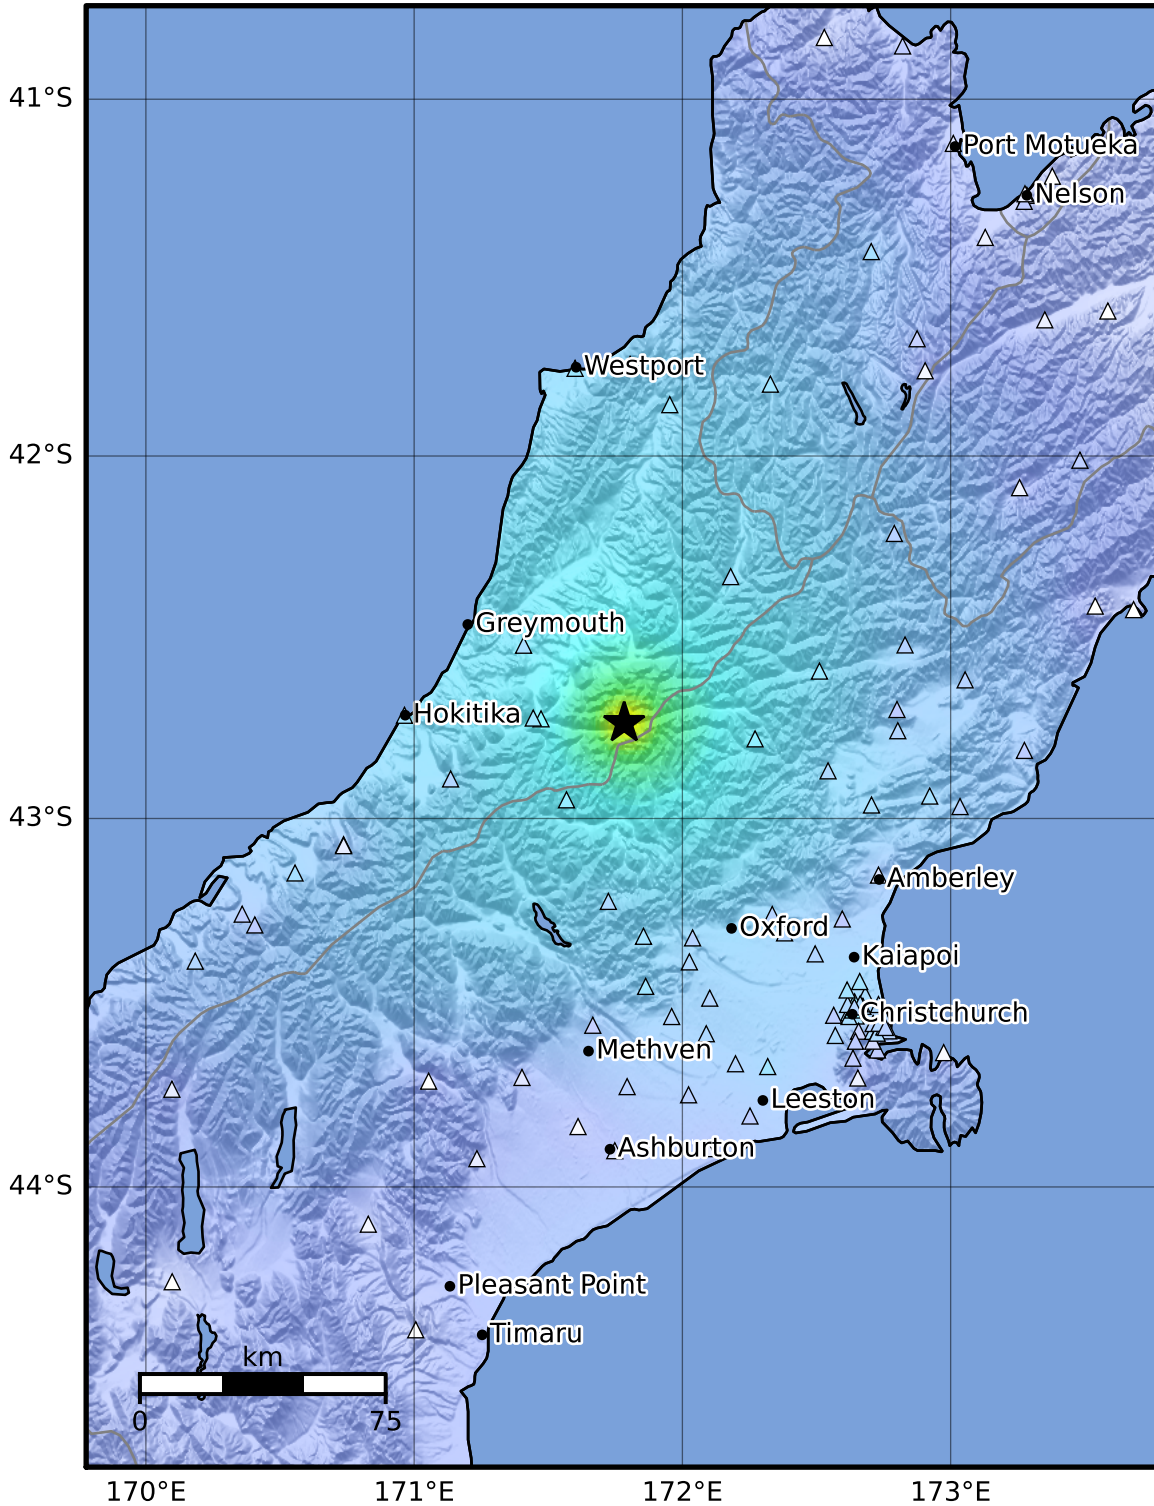 41°S
Port Motueka
Nelson
Westport
42°S
Greymouth
Hokitika
43°S
Amberley
Oxford
Kaiapoi
Christchurch
Methven
Leeston
Ashburton
44°S
Pleasant Point
Timaru
km
0 75
170°E 171°E 172°E 173°E